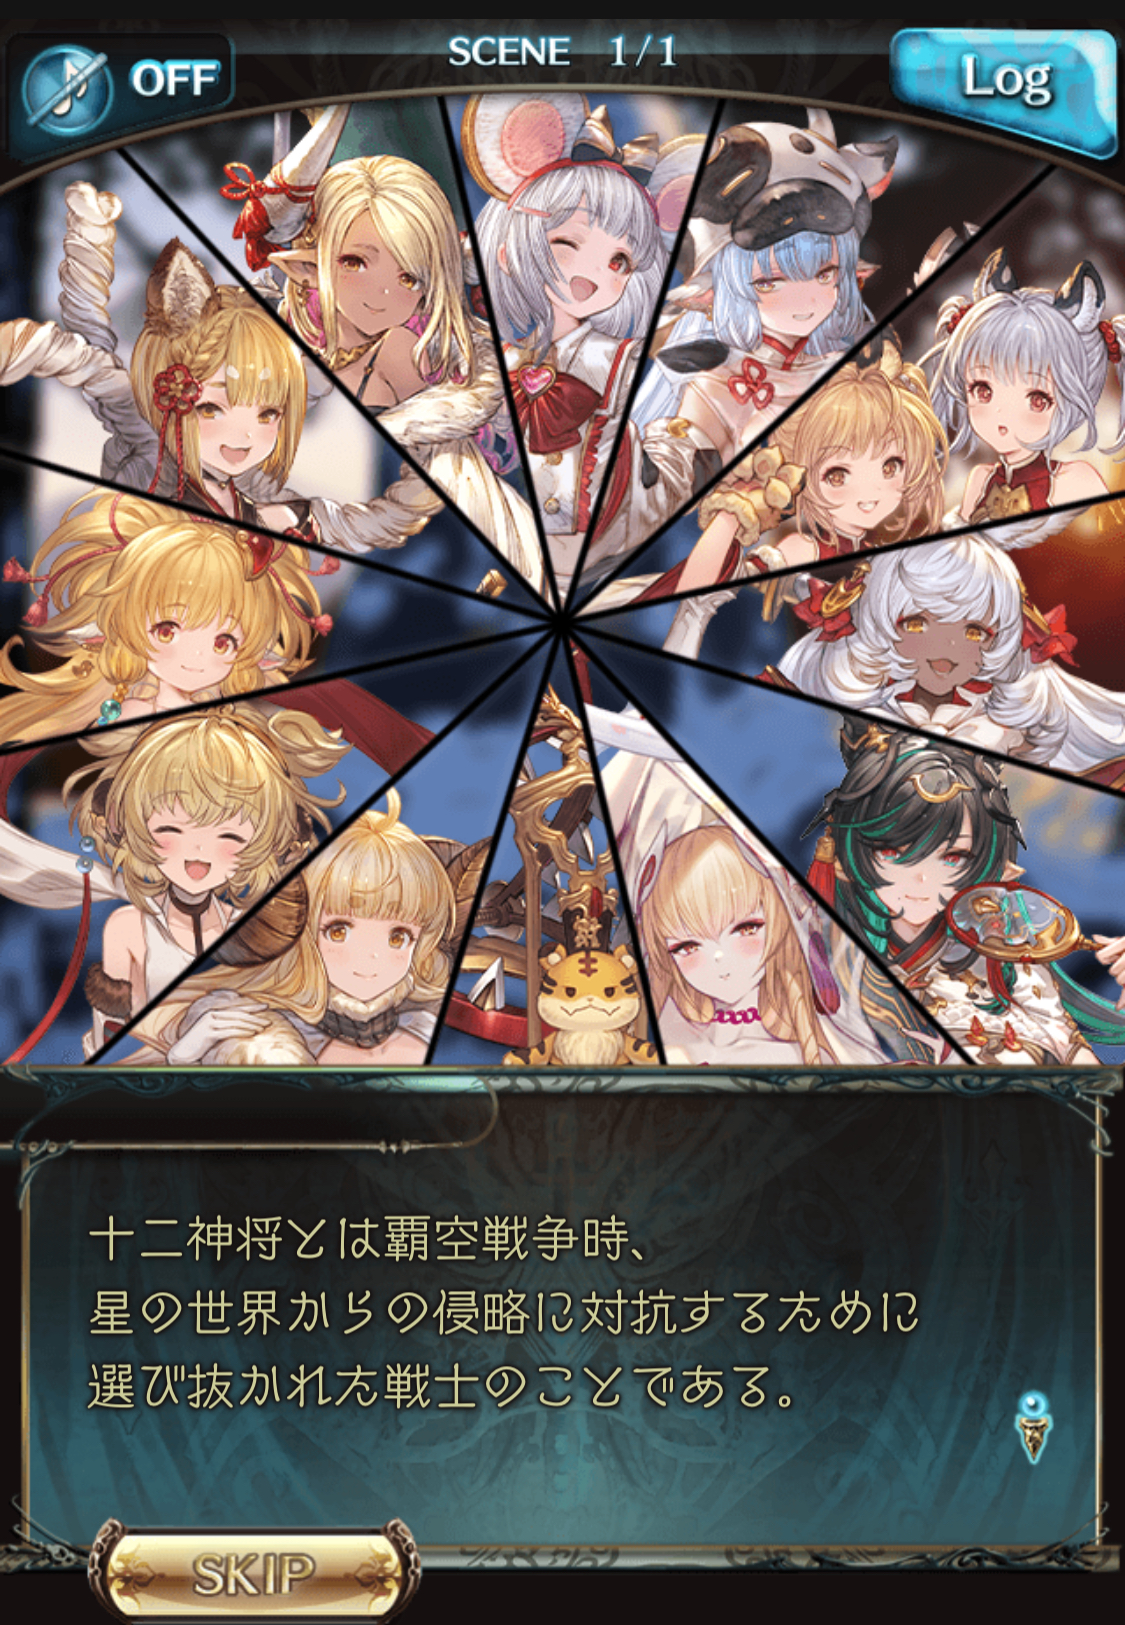 OFF
SCENE 1/1
Log
十二神将とは覇空戦争時、
星の世界からの侵略に対抗するために
選び抜かれた戦士のことである。
SKIP